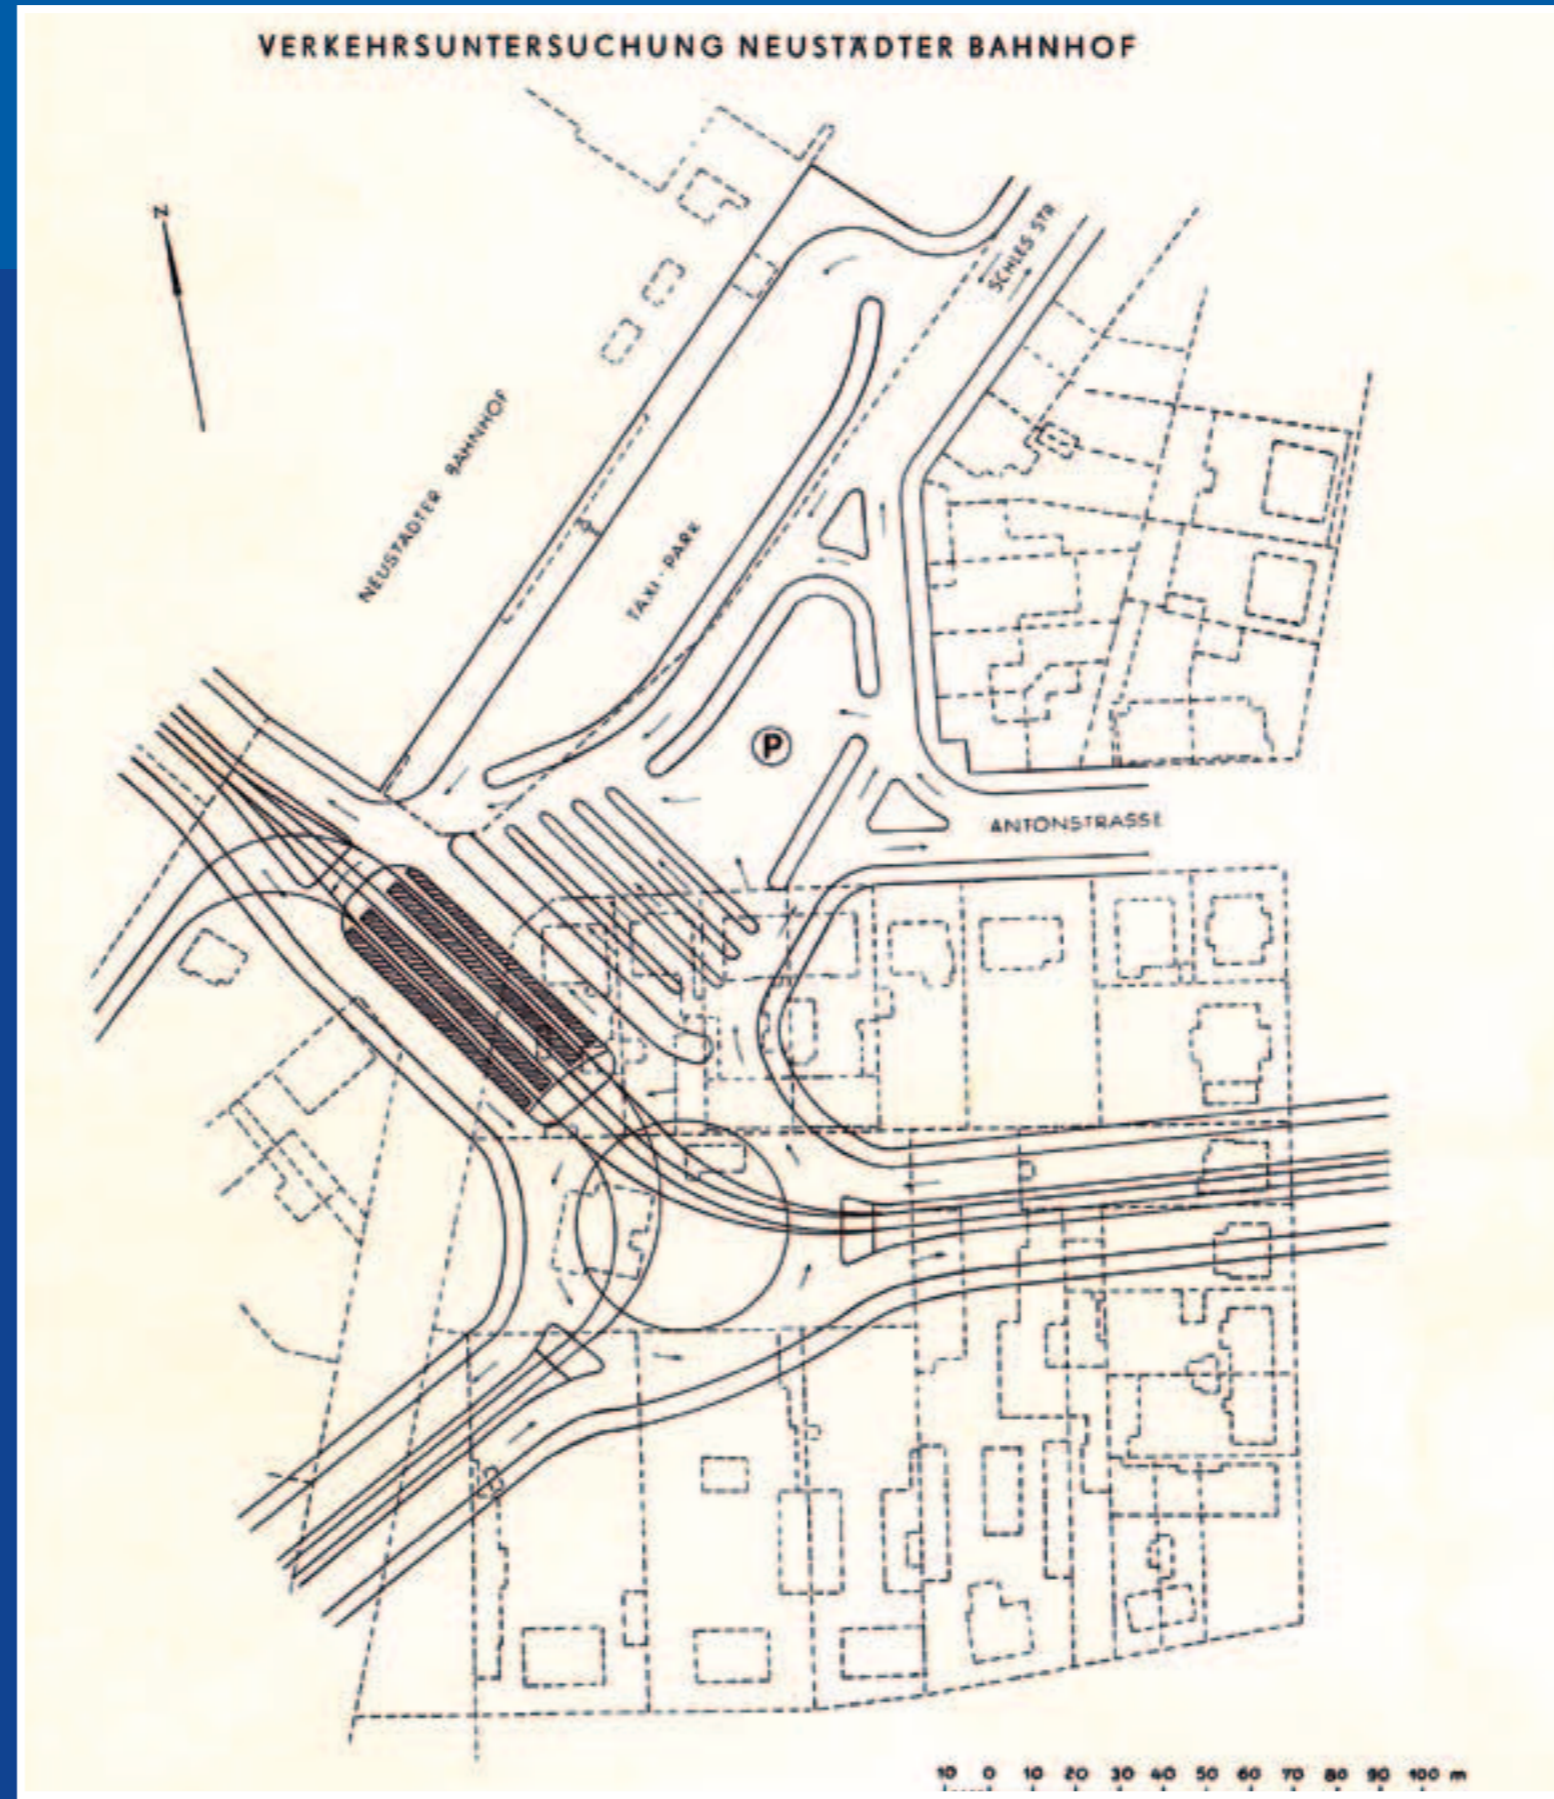 VERKEHRSUNTERSUCHUNG NEUSTÄDTER BAHNHOF
N
SCHLES STR
NEUSTÄDTER BAHNHOF
TAXI-PARK
P
ANTONSTRASSE
10 0 10 20 30 40 50 60 70 80 90 100 m